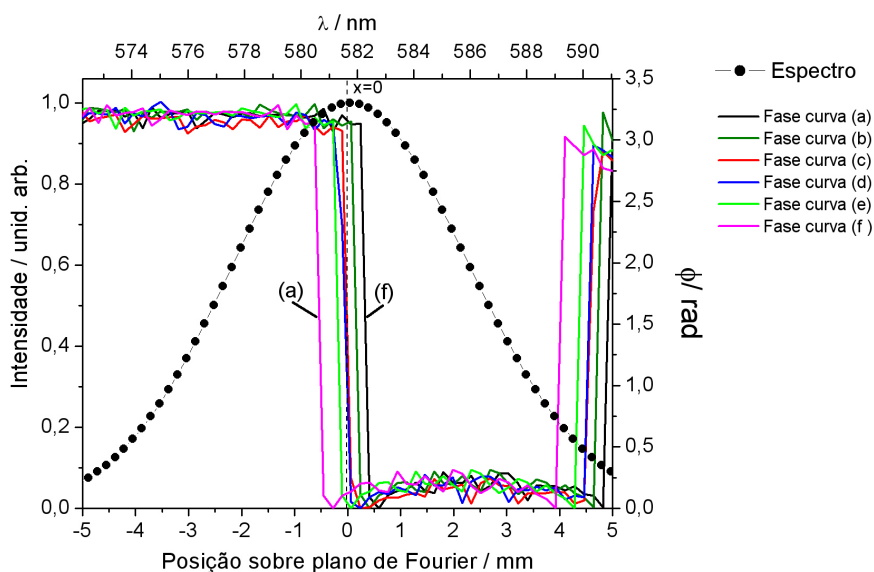 λ / nm
574 576 578 580 582 584 586 588 590
x=0
1,0
0,8
0,6
0,4
0,2
0,0
Intensidade / unid. arb.
(a)
(f)
3,5
3,0
2,5
2,0
1,5
1,0
0,5
0,0
ϕ/ rad
-5 -4 -3 -2 -1 0 1 2 3 4 5
Posição sobre plano de Fourier / mm
Espectro
Fase curva (a)
Fase curva (b)
Fase curva (c)
Fase curva (d)
Fase curva (e)
Fase curva (f )